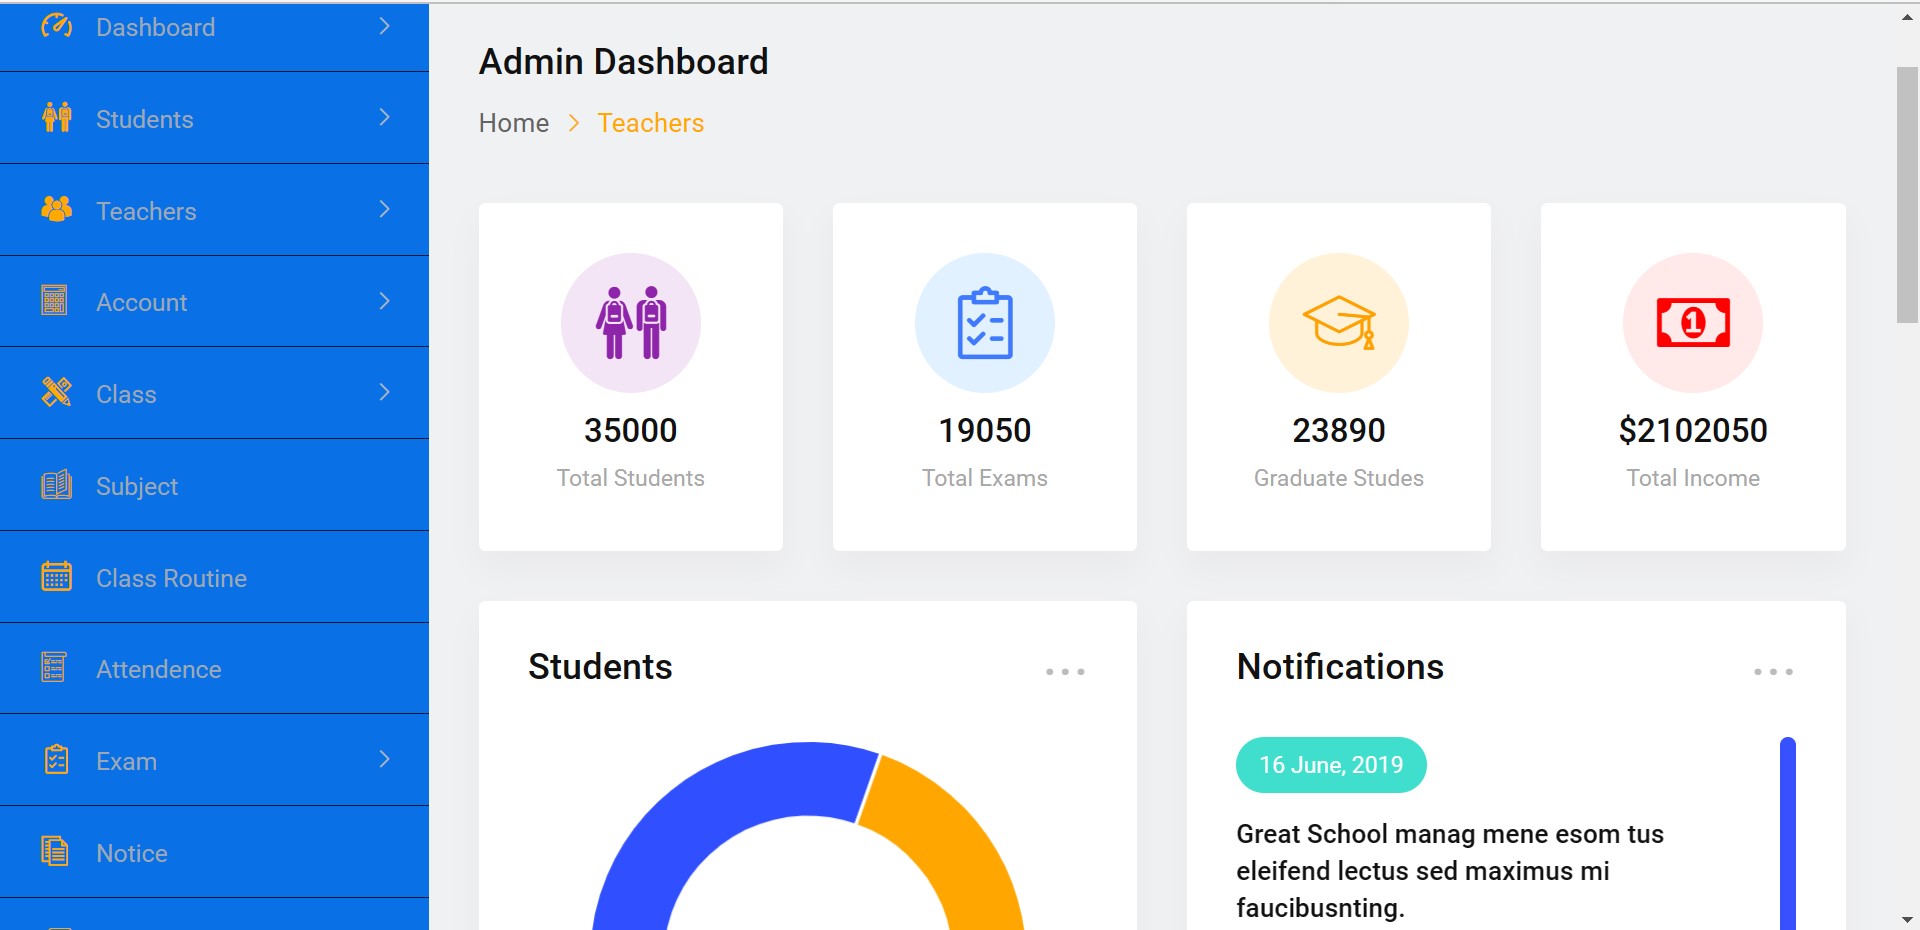 Dashboard
Students
Teachers
Account
Class
Subject
Class Routine
Attendence
Exam
Notice
Admin Dashboard
Home > Teachers
35000
Total Students
19050
Total Exams
23890
Graduate Studes
1
$2102050
Total Income
Students
Notifications
16 June, 2019
Great School manag mene esom tus
eleifend lectus sed maximus mi
faucibusnting.